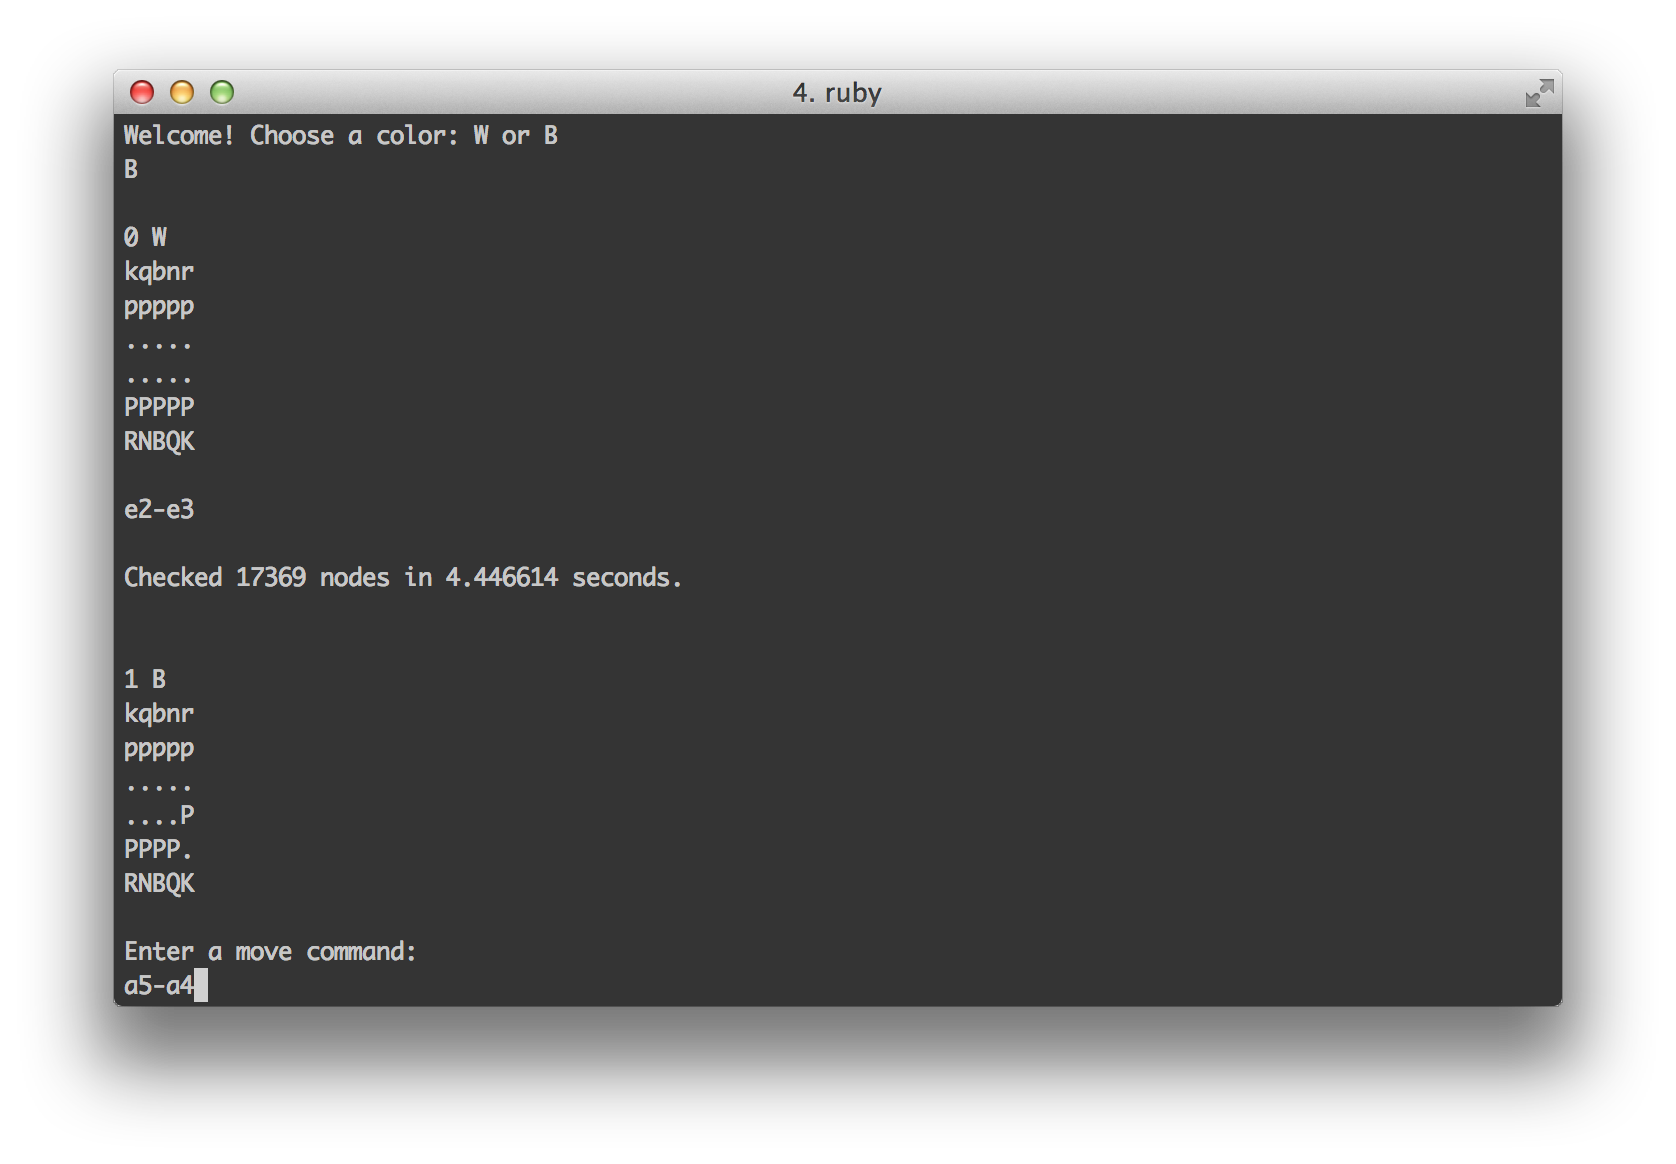 4. ruby
Welcome! Choose a color: W or B
B
0 W
kqbnr
ppppp
.....
.....
PPPPP
RNBQK
e2-e3
Checked 17369 nodes in 4.446614 seconds.
1 B
kqbnr
ppppp
.....
....P
PPPP.
RNBQK
Enter a move command:
a5-a4